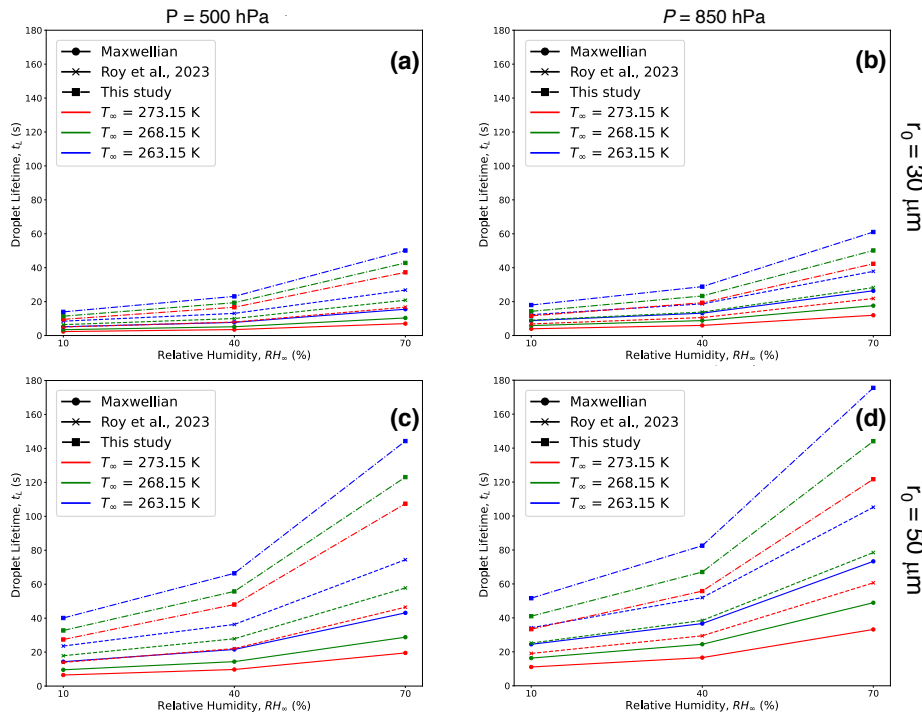 P = 500 hPa
P = 850 hPa
180
160
140
120
100
80
60
40
20
0
Droplet Lifetime, t_L (s)
Maxwellian
Roy et al., 2023
This study
T∞ = 273.15 K
T∞ = 268.15 K
T∞ = 263.15 K
(a)
10
40
70
Relative Humidity, RH∞ (%)
180
160
140
120
100
80
60
40
20
0
Droplet Lifetime, t_L (s)
Maxwellian
Roy et al., 2023
This study
T∞ = 273.15 K
T∞ = 268.15 K
T∞ = 263.15 K
(b)
10
40
70
Relative Humidity, RH∞ (%)
r₀ = 30 µm
180
160
140
120
100
80
60
40
20
0
Droplet Lifetime, t_L (s)
Maxwellian
Roy et al., 2023
This study
T∞ = 273.15 K
T∞ = 268.15 K
T∞ = 263.15 K
(c)
10
40
70
Relative Humidity, RH∞ (%)
180
160
140
120
100
80
60
40
20
0
Droplet Lifetime, t_L (s)
Maxwellian
Roy et al., 2023
This study
T∞ = 273.15 K
T∞ = 268.15 K
T∞ = 263.15 K
(d)
10
40
70
Relative Humidity, RH∞ (%)
r₀ = 50 µm